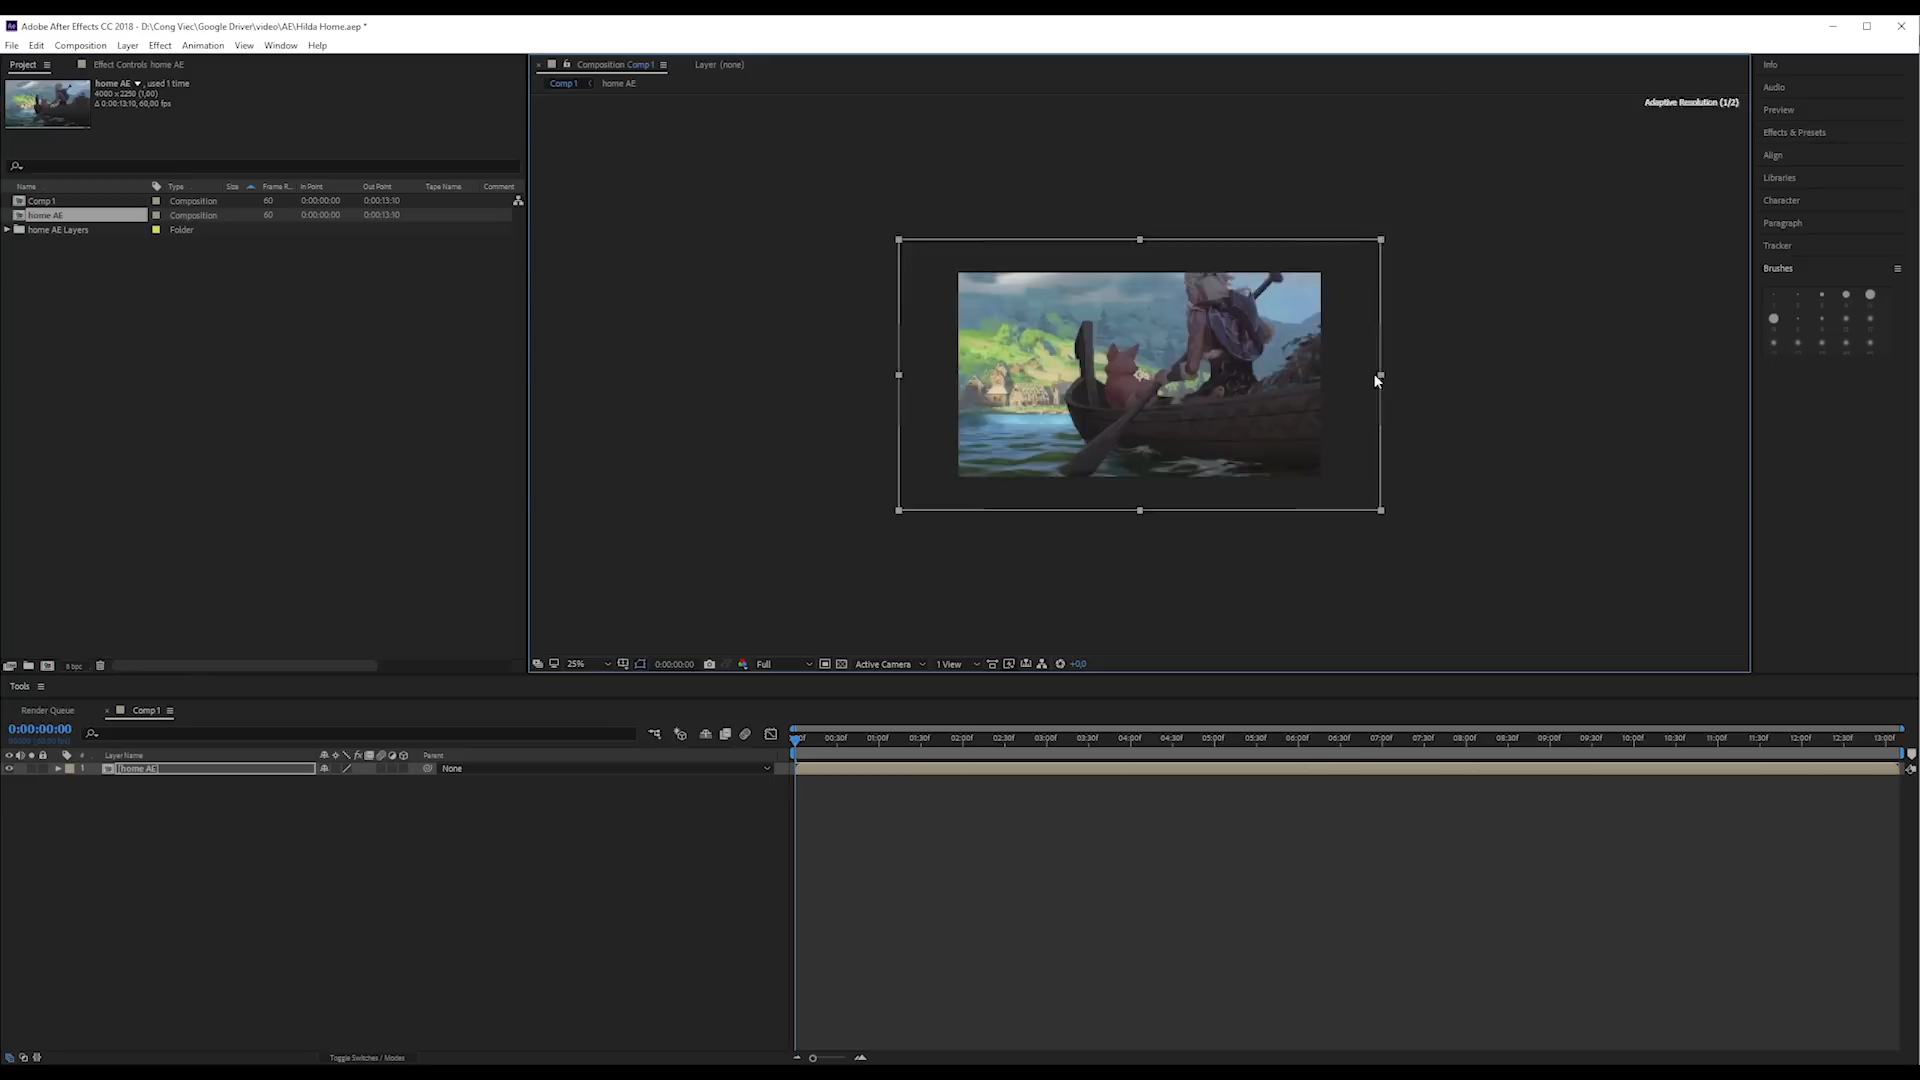 Adobe After Effects CC 2018 - D:\Cong Viec\Google Driver\video\AE\Hilda Home.aep *
File Edit Composition Layer Effect Animation View Window Help
Project
Effect Controls home AE
home AE , used 1 time
4000 x 2250 (1,00)
Δ 0:00:13:10, 60,00 fps
Name Type Size Frame R... In Point Out Point Tape Name Comment
Comp 1 Composition 60 0:00:00:00 0:00:13:10
home AE Composition 60 0:00:00:00 0:00:13:10
home AE Layers Folder
8 bpc
Composition Comp 1
Layer (none)
Comp 1 home AE
Adaptive Resolution (1/2)
25% 0:00:00:00 Full Active Camera 1 View +0,0
Info
Audio
Preview
Effects & Presets
Align
Libraries
Character
Paragraph
Tracker
Brushes
Tools
Render Queue Comp 1
0:00:00:00
00:30f 01:00f 01:30f 02:00f 02:30f 03:00f 03:30f 04:00f 04:30f 05:00f 05:30f 06:00f 06:30f 07:00f 07:30f 08:00f 08:30f 09:00f 09:30f 10:00f 10:30f 11:00f 11:30f 12:00f 12:30f 13:00f
# Layer Name Parent
1 [home AE] None
Toggle Switches / Modes